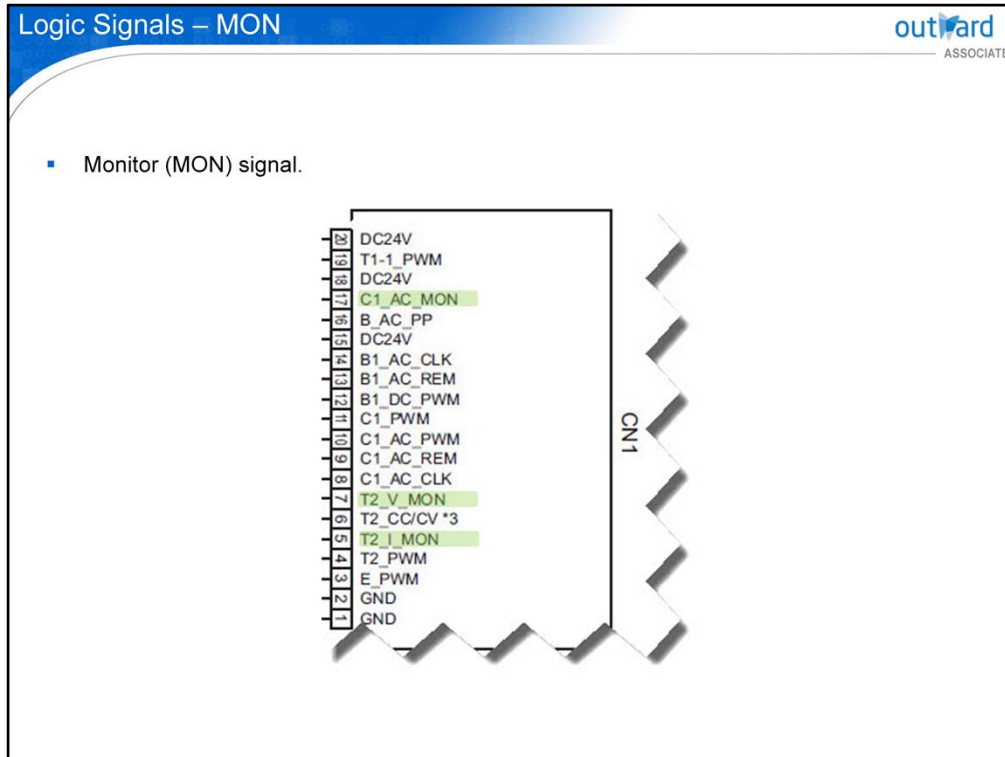 Logic Signals – MON
outward
ASSOCIATE
Monitor (MON) signal.
20 DC24V
19 T1-1_PWM
18 DC24V
17 C1_AC_MON
16 B_AC_PP
15 DC24V
14 B1_AC_CLK
13 B1_AC_REM
12 B1_DC_PWM
11 C1_PWM
10 C1_AC_PWM
9 C1_AC_REM
8 C1_AC_CLK
7 T2_V_MON
6 T2_CC/CV *3
5 T2_I_MON
4 T2_PWM
3 E_PWM
2 GND
1 GND
CN1